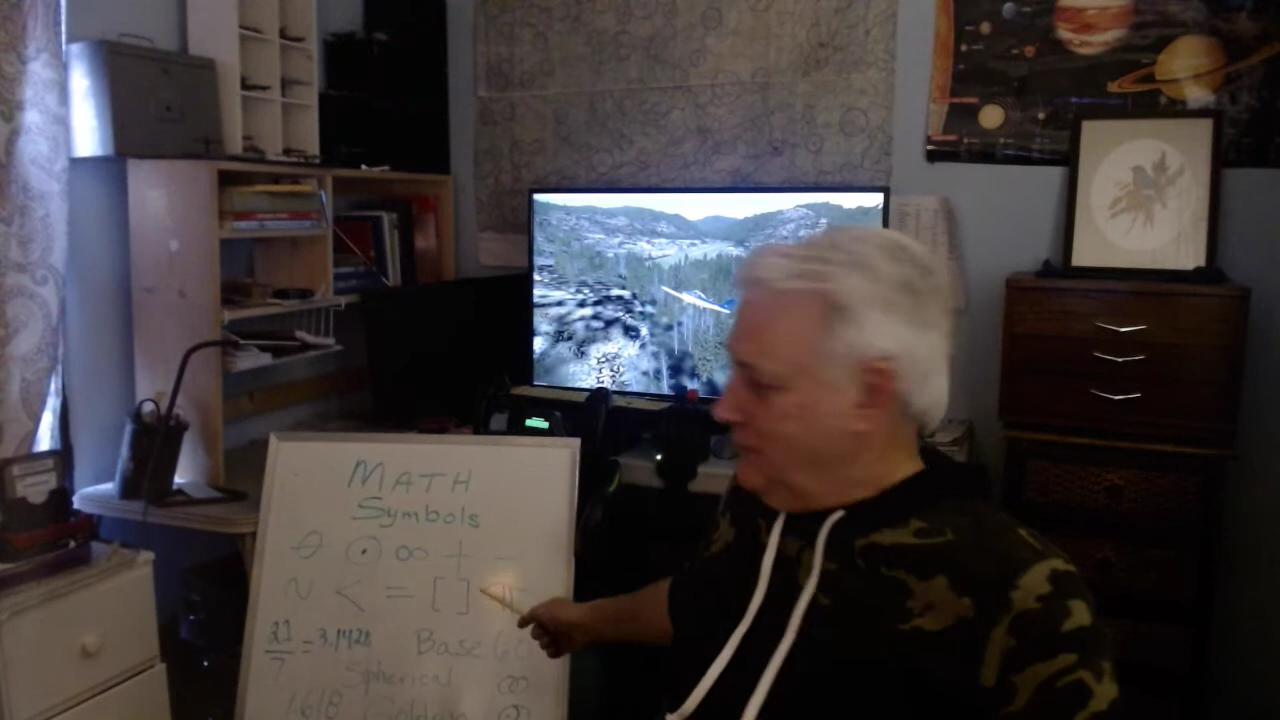 MATH
Symbols
θ ⊙ ∞ + -
~ < = [ ] π
22/7 = 3.1428 Base 60
Spherical ∞
1.618 Golden